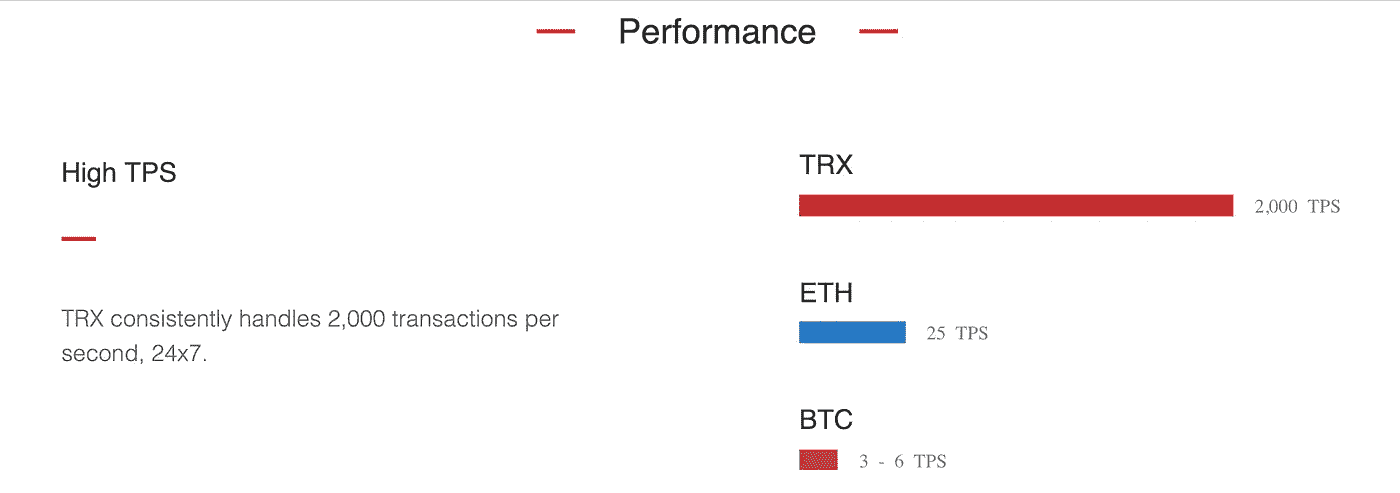 Performance
High TPS
TRX consistently handles 2,000 transactions per
second, 24x7.
TRX
2,000 TPS
ETH
25 TPS
BTC
3 - 6 TPS